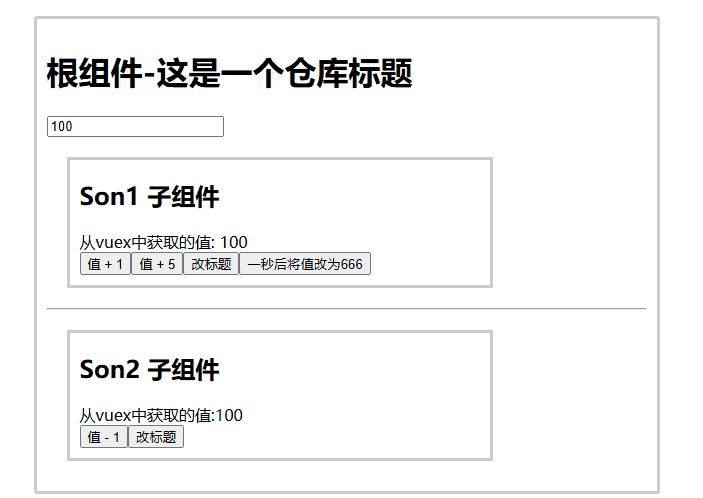 根组件-这是一个仓库标题
100
Son1 子组件
从vuex中获取的值: 100
值 + 1 值 + 5 改标题 一秒后将值改为666
Son2 子组件
从vuex中获取的值:100
值 - 1 改标题